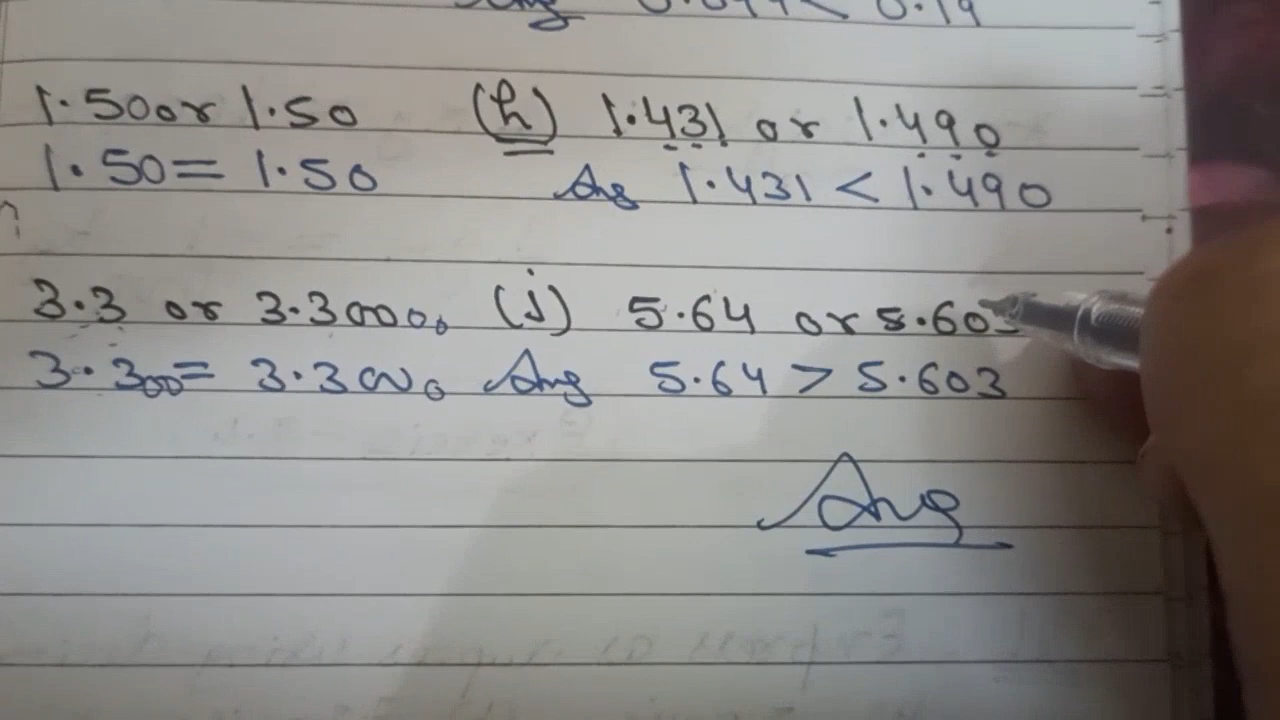 1.50 or 1.50 (h) 1.431 or 1.490
1.50 = 1.50 Ans 1.431 < 1.490
3.3 or 3.3000 (j) 5.64 or 5.603
3.300 = 3.3000 Ans 5.64 > 5.603
Ans